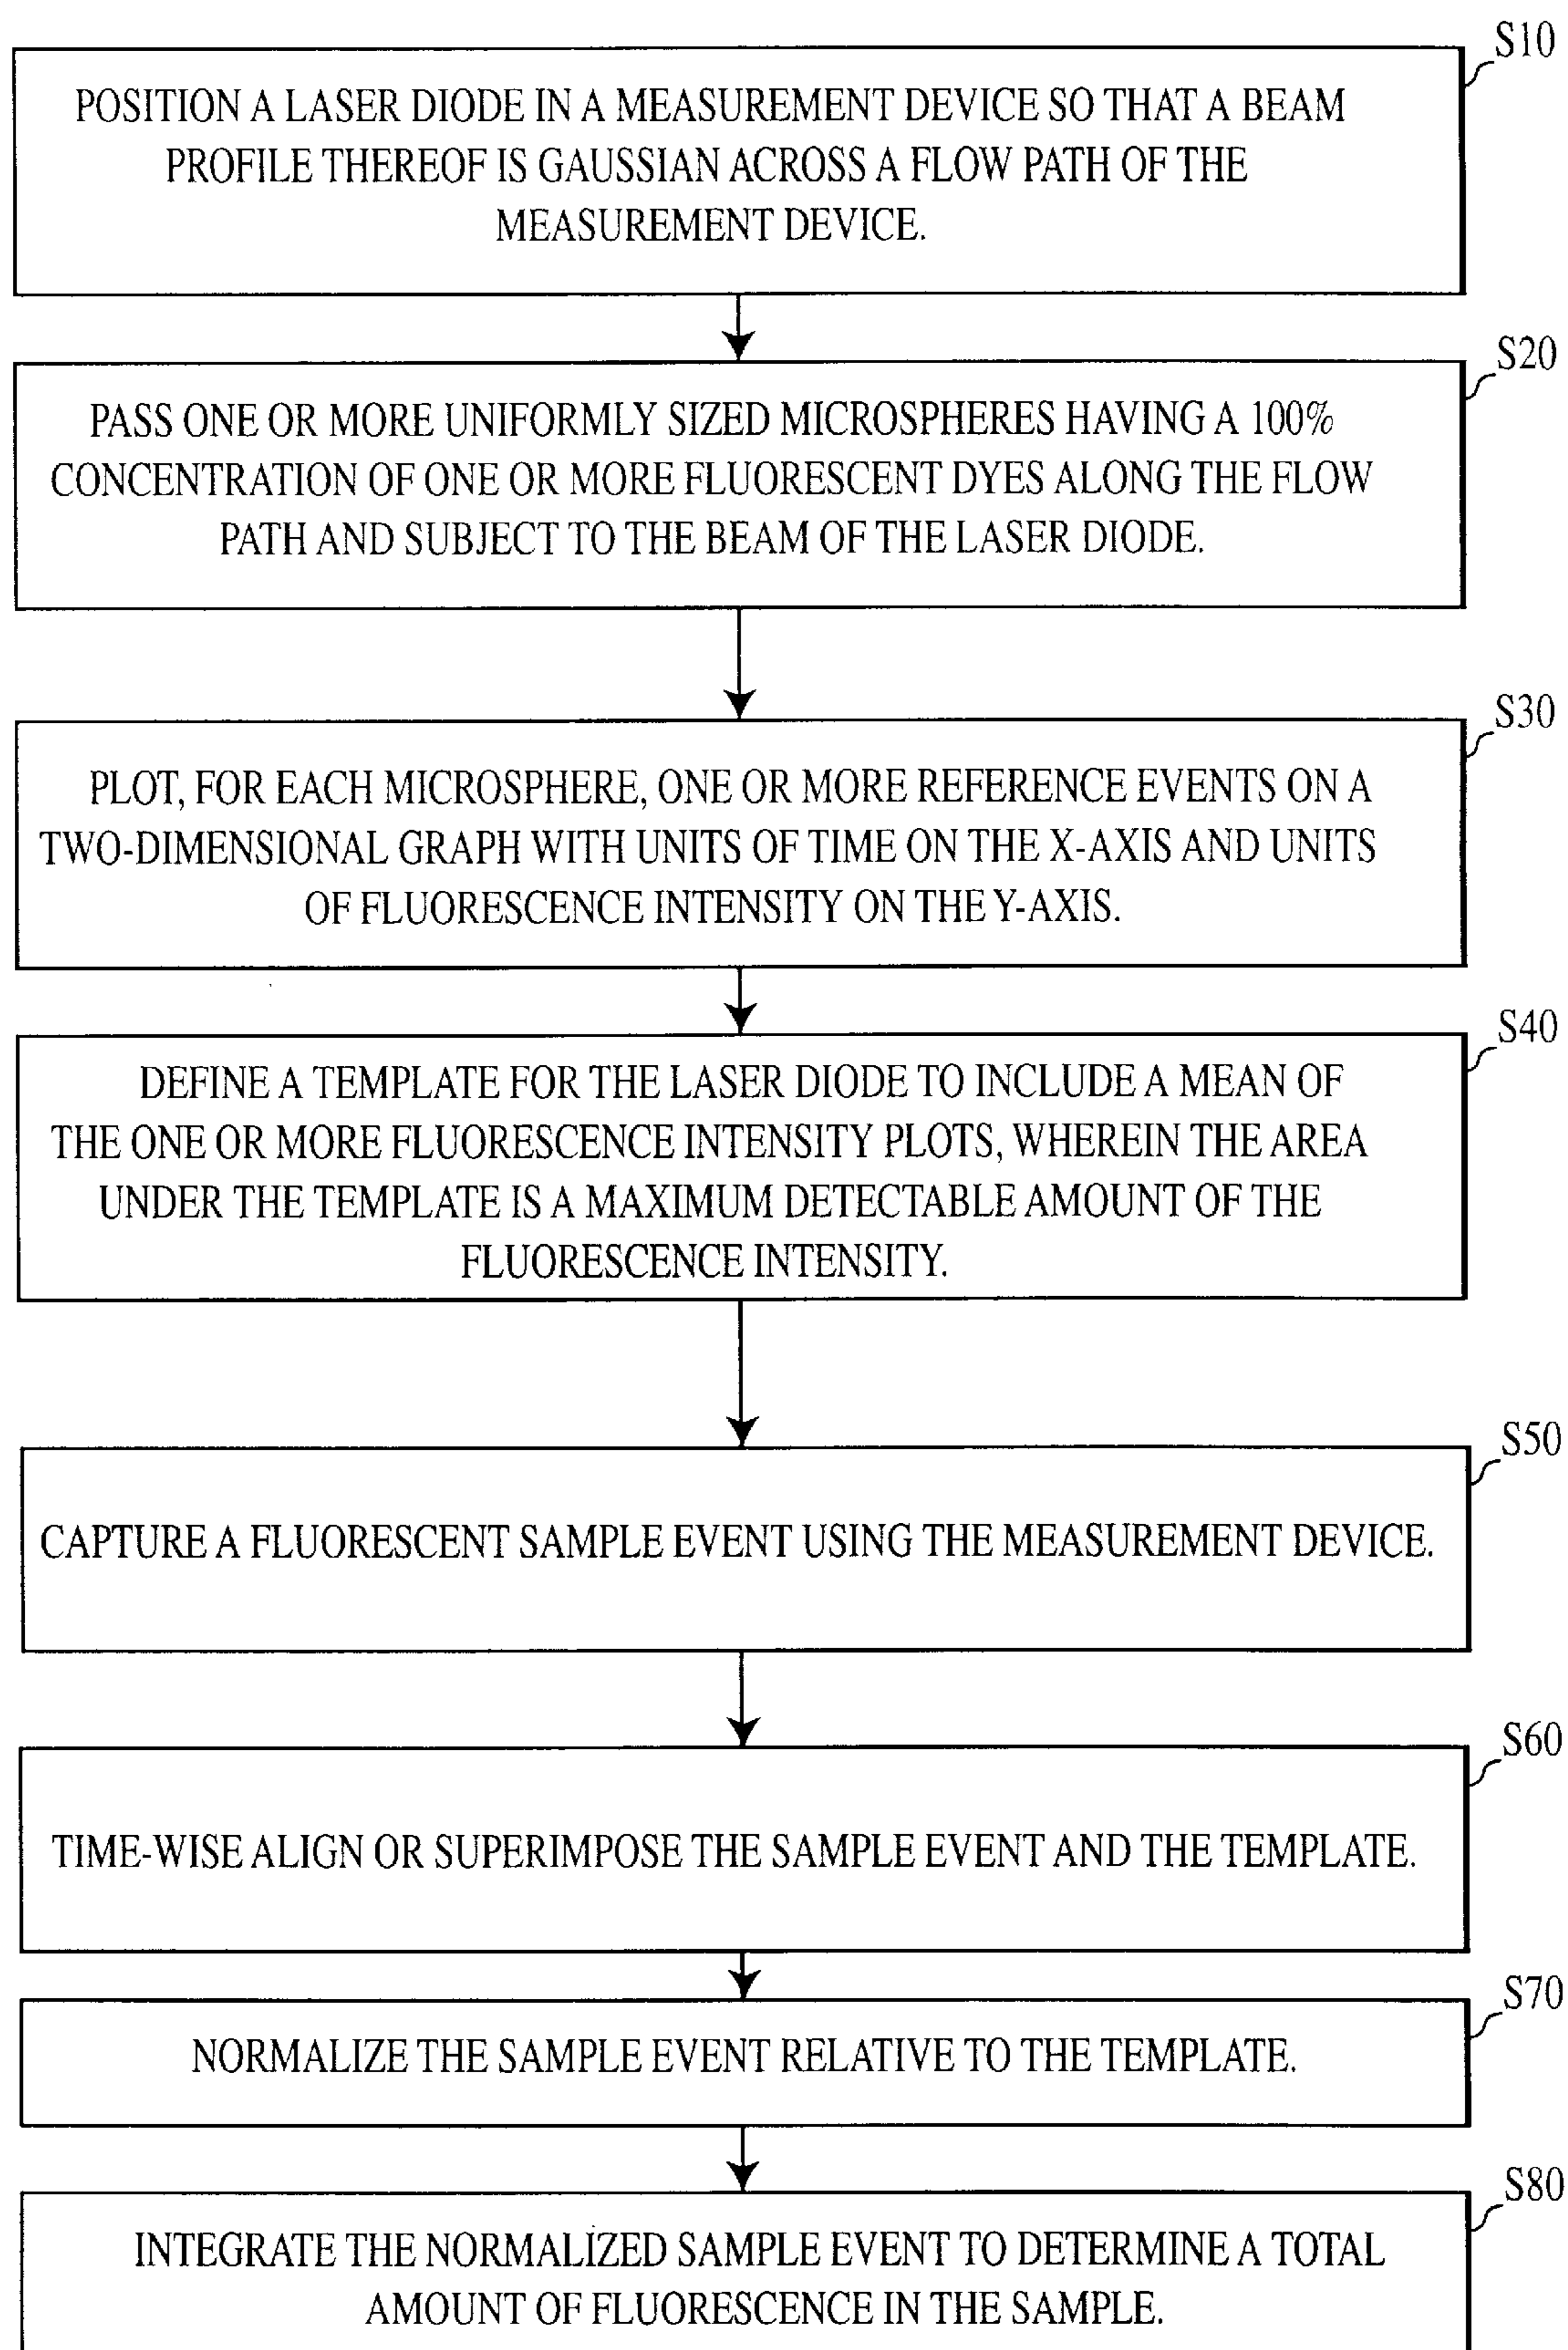 S10
POSITION A LASER DIODE IN A MEASUREMENT DEVICE SO THAT A BEAM
PROFILE THEREOF IS GAUSSIAN ACROSS A FLOW PATH OF THE
MEASUREMENT DEVICE.
S20
PASS ONE OR MORE UNIFORMLY SIZED MICROSPHERES HAVING A 100%
CONCENTRATION OF ONE OR MORE FLUORESCENT DYES ALONG THE FLOW
PATH AND SUBJECT TO THE BEAM OF THE LASER DIODE.
S30
PLOT, FOR EACH MICROSPHERE, ONE OR MORE REFERENCE EVENTS ON A
TWO-DIMENSIONAL GRAPH WITH UNITS OF TIME ON THE X-AXIS AND UNITS
OF FLUORESCENCE INTENSITY ON THE Y-AXIS.
S40
DEFINE A TEMPLATE FOR THE LASER DIODE TO INCLUDE A MEAN OF
THE ONE OR MORE FLUORESCENCE INTENSITY PLOTS, WHEREIN THE AREA
UNDER THE TEMPLATE IS A MAXIMUM DETECTABLE AMOUNT OF THE
FLUORESCENCE INTENSITY.
S50
CAPTURE A FLUORESCENT SAMPLE EVENT USING THE MEASUREMENT DEVICE.
S60
TIME-WISE ALIGN OR SUPERIMPOSE THE SAMPLE EVENT AND THE TEMPLATE.
S70
NORMALIZE THE SAMPLE EVENT RELATIVE TO THE TEMPLATE.
S80
INTEGRATE THE NORMALIZED SAMPLE EVENT TO DETERMINE A TOTAL
AMOUNT OF FLUORESCENCE IN THE SAMPLE.